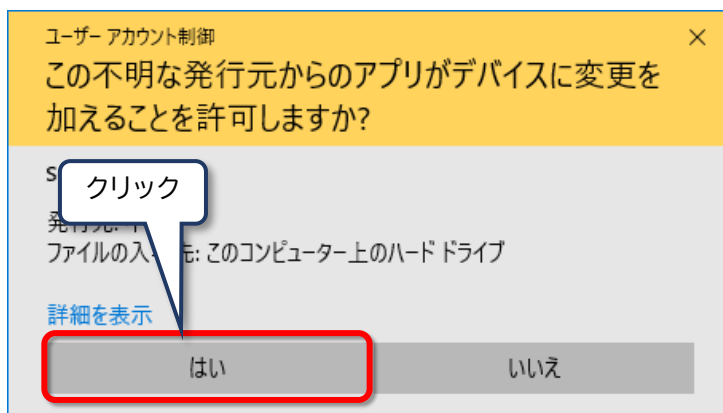 ユーザー アカウント制御
この不明な発行元からのアプリがデバイスに変更を
加えることを許可しますか?
クリック
ファイルの入 先: このコンピューター上のハード ドライブ
詳細を表示
はい
いいえ